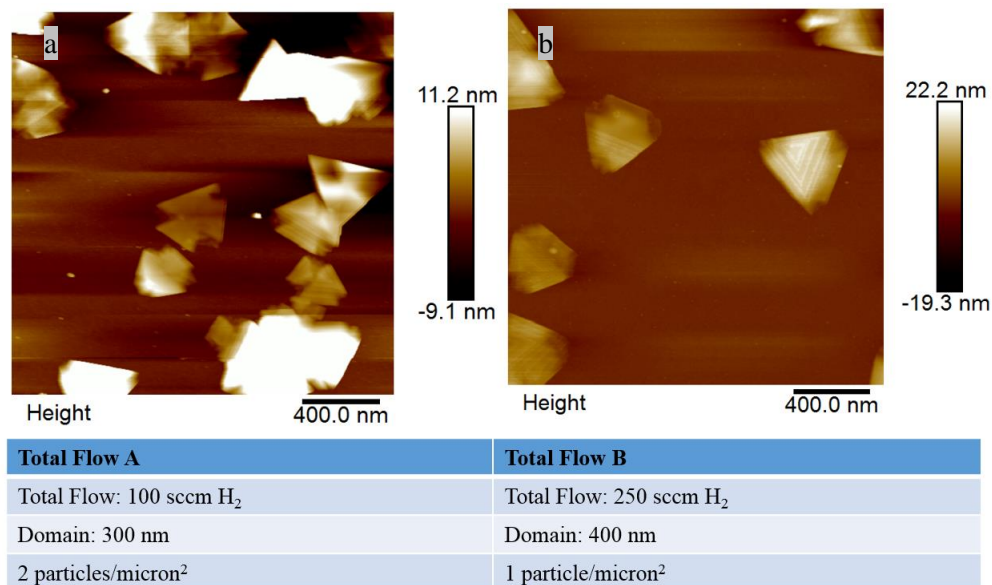 a
11.2 nm
-9.1 nm
Height
400.0 nm
b
22.2 nm
-19.3 nm
Height
400.0 nm
Total Flow A Total Flow B
Total Flow: 100 sccm H₂ Total Flow: 250 sccm H₂
Domain: 300 nm Domain: 400 nm
2 particles/micron² 1 particle/micron²